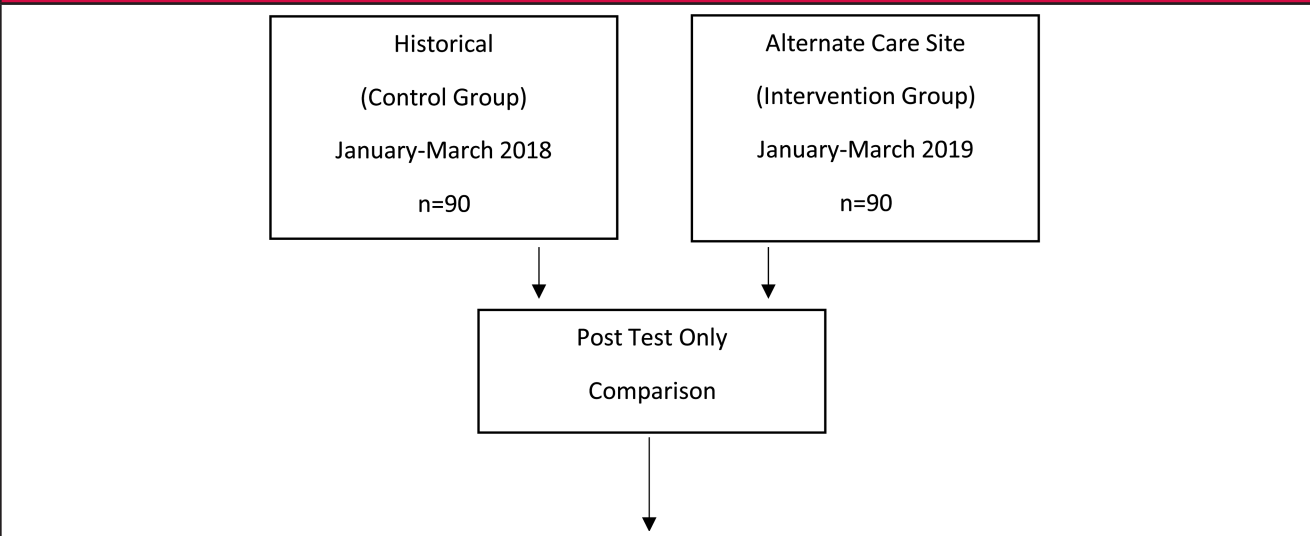 Historical
(Control Group)
January-March 2018
n=90
Alternate Care Site
(Intervention Group)
January-March 2019
n=90
Post Test Only
Comparison